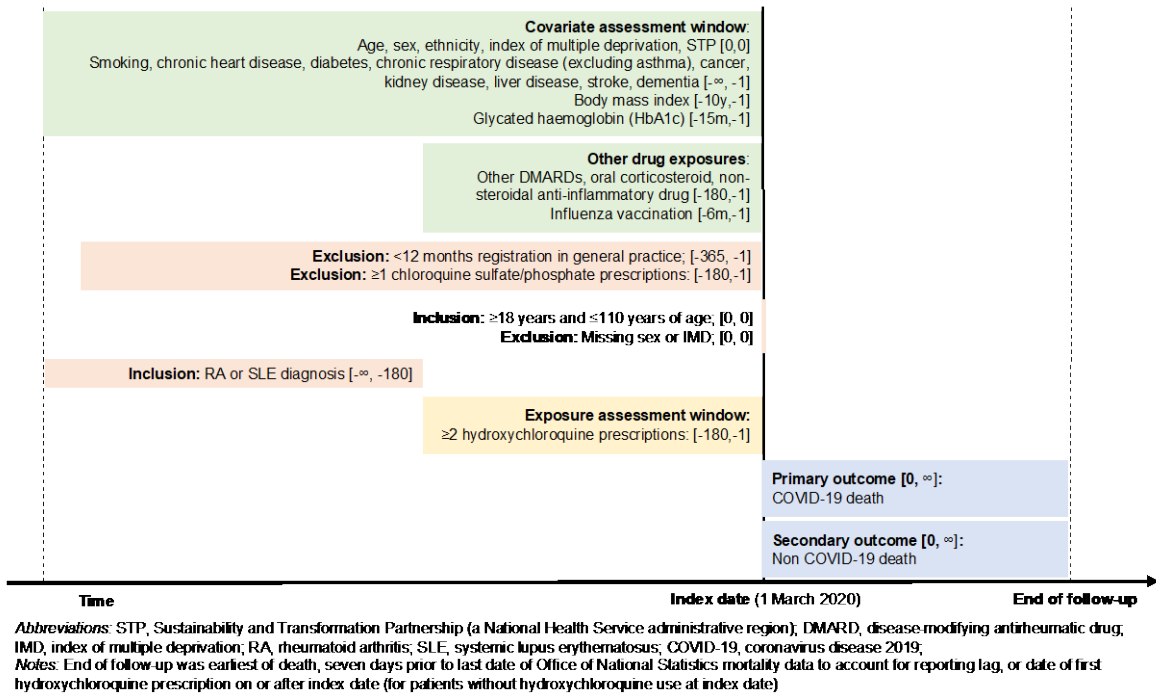 Covariate assessment window:
Age, sex, ethnicity, index of multiple deprivation, STP [0,0]
Smoking, chronic heart disease, diabetes, chronic respiratory disease (excluding asthma), cancer,
kidney disease, liver disease, stroke, dementia [-∞, -1]
Body mass index [-10y,-1]
Glycated haemoglobin (HbA1c) [-15m,-1]
Other drug exposures:
Other DMARDs, oral corticosteroid, non-
steroidal anti-inflammatory drug [-180,-1]
Influenza vaccination [-6m,-1]
Exclusion: <12 months registration in general practice; [-365, -1]
Exclusion: ≥1 chloroquine sulfate/phosphate prescriptions: [-180,-1]
Inclusion: ≥18 years and ≤110 years of age; [0, 0]
Exclusion: Missing sex or IMD; [0, 0]
Inclusion: RA or SLE diagnosis [-∞, -180]
Exposure assessment window:
≥2 hydroxychloroquine prescriptions: [-180,-1]
Primary outcome [0, ∞]:
COVID-19 death
Secondary outcome [0, ∞]:
Non COVID-19 death
Time
Index date (1 March 2020)
End of follow-up
Abbreviations: STP, Sustainability and Transformation Partnership (a National Health Service administrative region); DMARD, disease-modifying antirheumatic drug;
IMD, index of multiple deprivation; RA, rheumatoid arthritis; SLE, systemic lupus erythematosus; COVID-19, coronavirus disease 2019;
Notes: End of follow-up was earliest of death, seven days prior to last date of Office of National Statistics mortality data to account for reporting lag, or date of first
hydroxychloroquine prescription on or after index date (for patients without hydroxychloroquine use at index date)